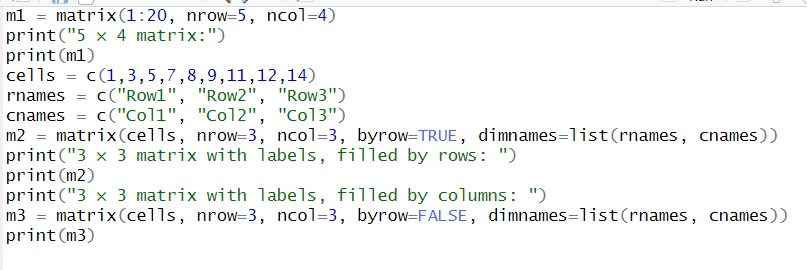 m1 = matrix(1:20, nrow=5, ncol=4)
print("5 × 4 matrix:")
print(m1)
cells = c(1,3,5,7,8,9,11,12,14)
rnames = c("Row1", "Row2", "Row3")
cnames = c("Col1", "Col2", "Col3")
m2 = matrix(cells, nrow=3, ncol=3, byrow=TRUE, dimnames=list(rnames, cnames))
print("3 × 3 matrix with labels, filled by rows: ")
print(m2)
print("3 × 3 matrix with labels, filled by columns: ")
m3 = matrix(cells, nrow=3, ncol=3, byrow=FALSE, dimnames=list(rnames, cnames))
print(m3)